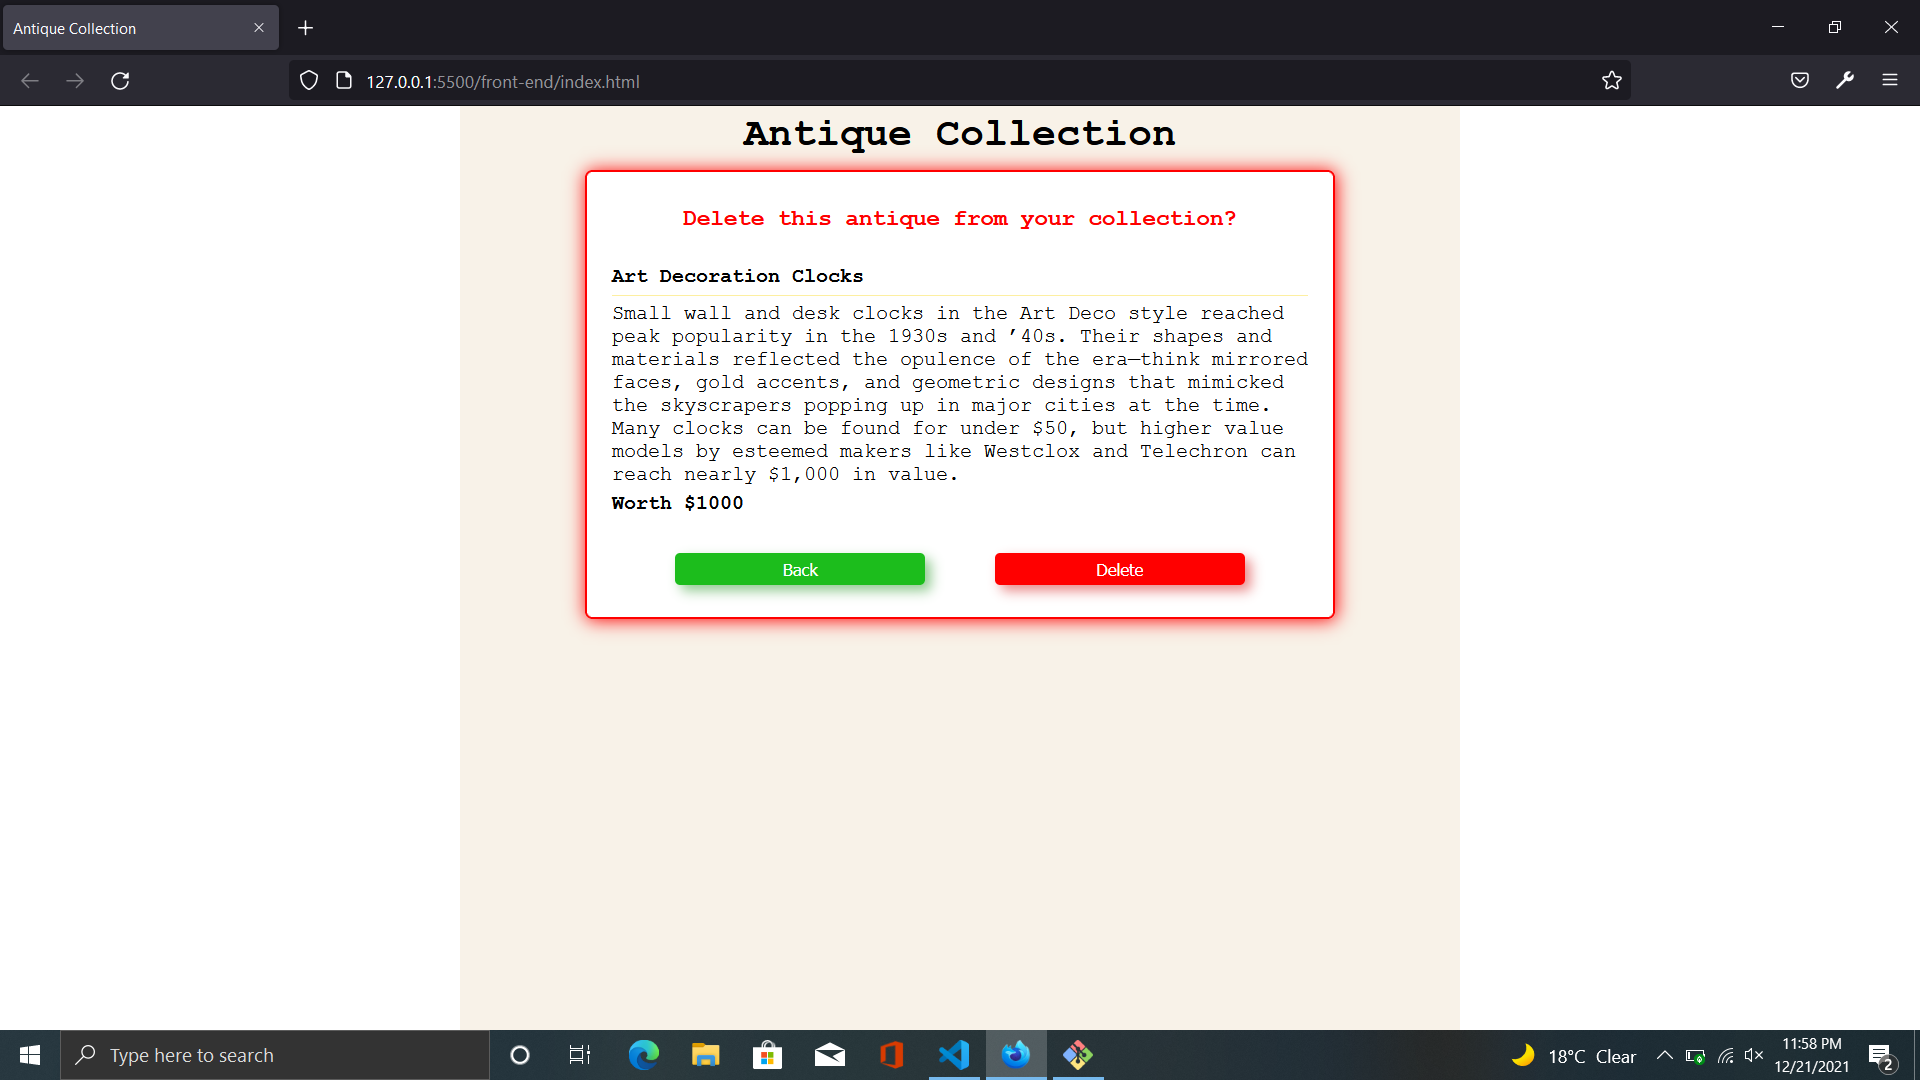 Antique Collection
127.0.0.1:5500/front-end/index.html
Antique Collection
Delete this antique from your collection?
Art Decoration Clocks
Small wall and desk clocks in the Art Deco style reached
peak popularity in the 1930s and ’40s. Their shapes and
materials reflected the opulence of the era—think mirrored
faces, gold accents, and geometric designs that mimicked
the skyscrapers popping up in major cities at the time.
Many clocks can be found for under $50, but higher value
models by esteemed makers like Westclox and Telechron can
reach nearly $1,000 in value.
Worth $1000
Back Delete
Type here to search
18°C Clear
11:58 PM
12/21/2021
2